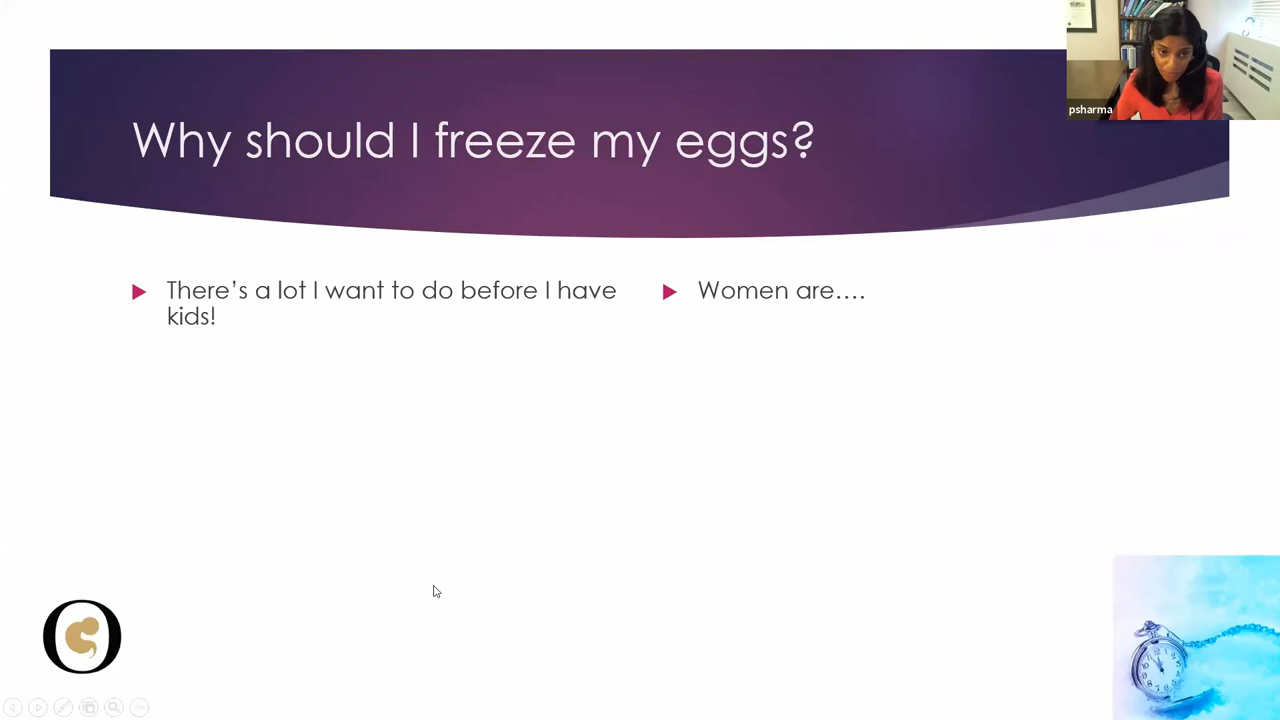 psharma
Why should I freeze my eggs?
There's a lot I want to do before I have
kids!
Women are....